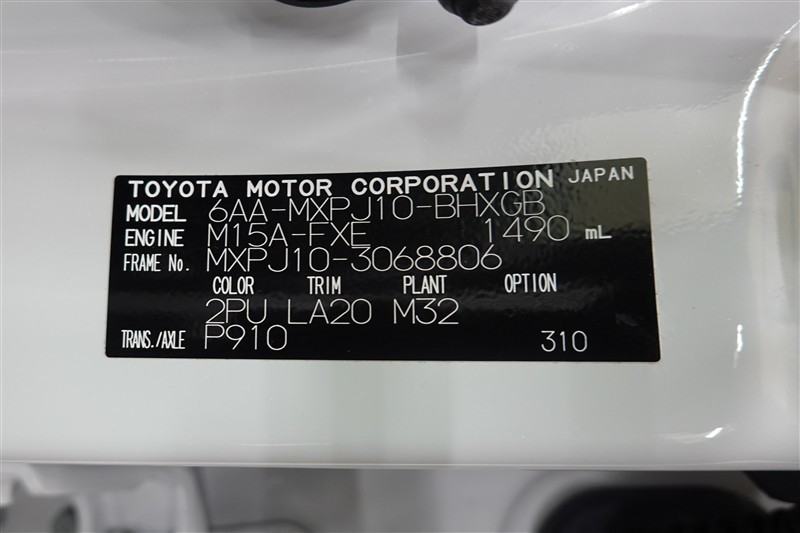 TOYOTA MOTOR CORPORATION JAPAN
MODEL 6AA-MXPJ10-BHXGB
ENGINE M15A-FXE 1490 mL
FRAME No. MXPJ10-3068806
COLOR TRIM PLANT OPTION
2PU LA20 M32
TRANS./AXLE P910 310